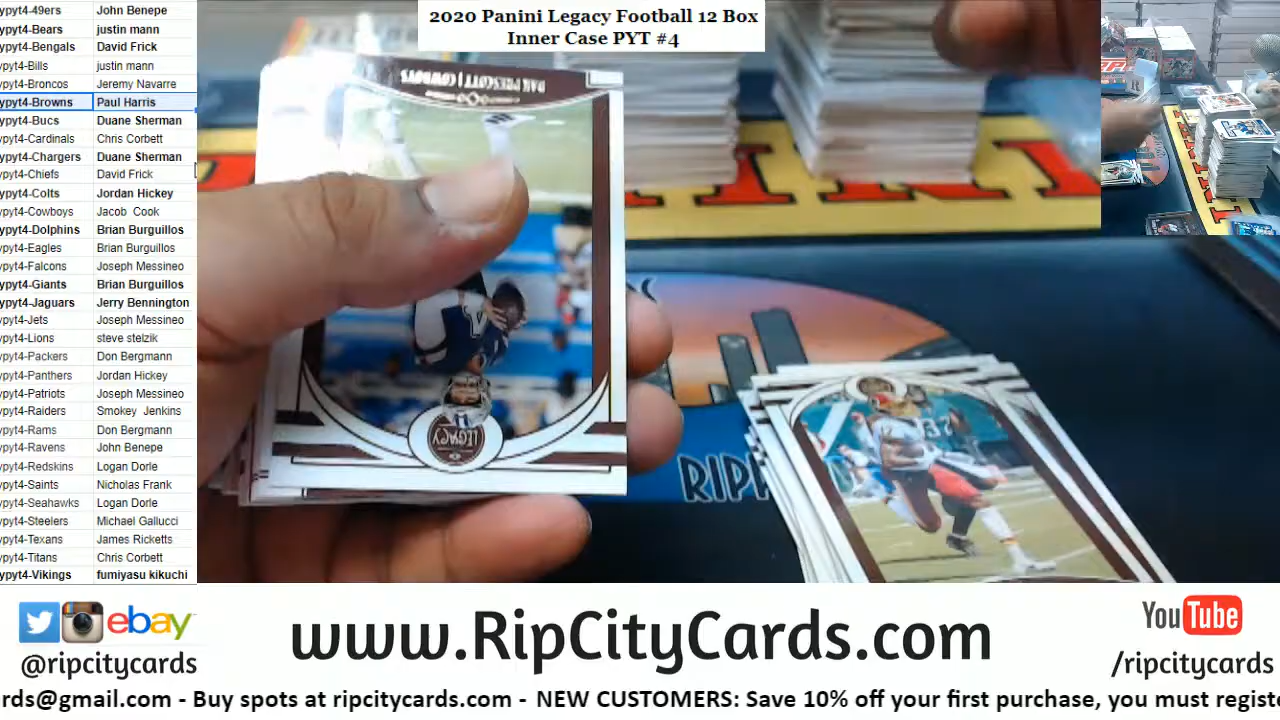 2020 Panini Legacy Football 12 Box
Inner Case PYT #4
ypyt4-49ers John Benepe
ypyt4-Bears justin mann
ypyt4-Bengals David Frick
ypyt4-Bills justin mann
ypyt4-Broncos Jeremy Navarre
ypyt4-Browns Paul Harris
ypyt4-Bucs Duane Sherman
ypyt4-Cardinals Chris Corbett
ypyt4-Chargers Duane Sherman
ypyt4-Chiefs David Frick
ypyt4-Colts Jordan Hickey
ypyt4-Cowboys Jacob Cook
ypyt4-Dolphins Brian Burguillos
ypyt4-Eagles Brian Burguillos
ypyt4-Falcons Joseph Messineo
ypyt4-Giants Brian Burguillos
ypyt4-Jaguars Jerry Bennington
ypyt4-Jets Joseph Messineo
ypyt4-Lions steve stelzik
ypyt4-Packers Don Bergmann
ypyt4-Panthers Jordan Hickey
ypyt4-Patriots Joseph Messineo
ypyt4-Raiders Smokey Jenkins
ypyt4-Rams Don Bergmann
ypyt4-Ravens John Benepe
ypyt4-Redskins Logan Dorle
ypyt4-Saints Nicholas Frank
ypyt4-Seahawks Logan Dorle
ypyt4-Steelers Michael Gallucci
ypyt4-Texans James Ricketts
ypyt4-Titans Chris Corbett
ypyt4-Vikings fumiyasu kikuchi
DAK PRESCOTT | COWBOYS
LEGACY
RIPP
ebay
@ripcitycards
www.RipCityCards.com
YouTube
/ripcitycards
rds@gmail.com - Buy spots at ripcitycards.com - NEW CUSTOMERS: Save 10% off your first purchase, you must registe